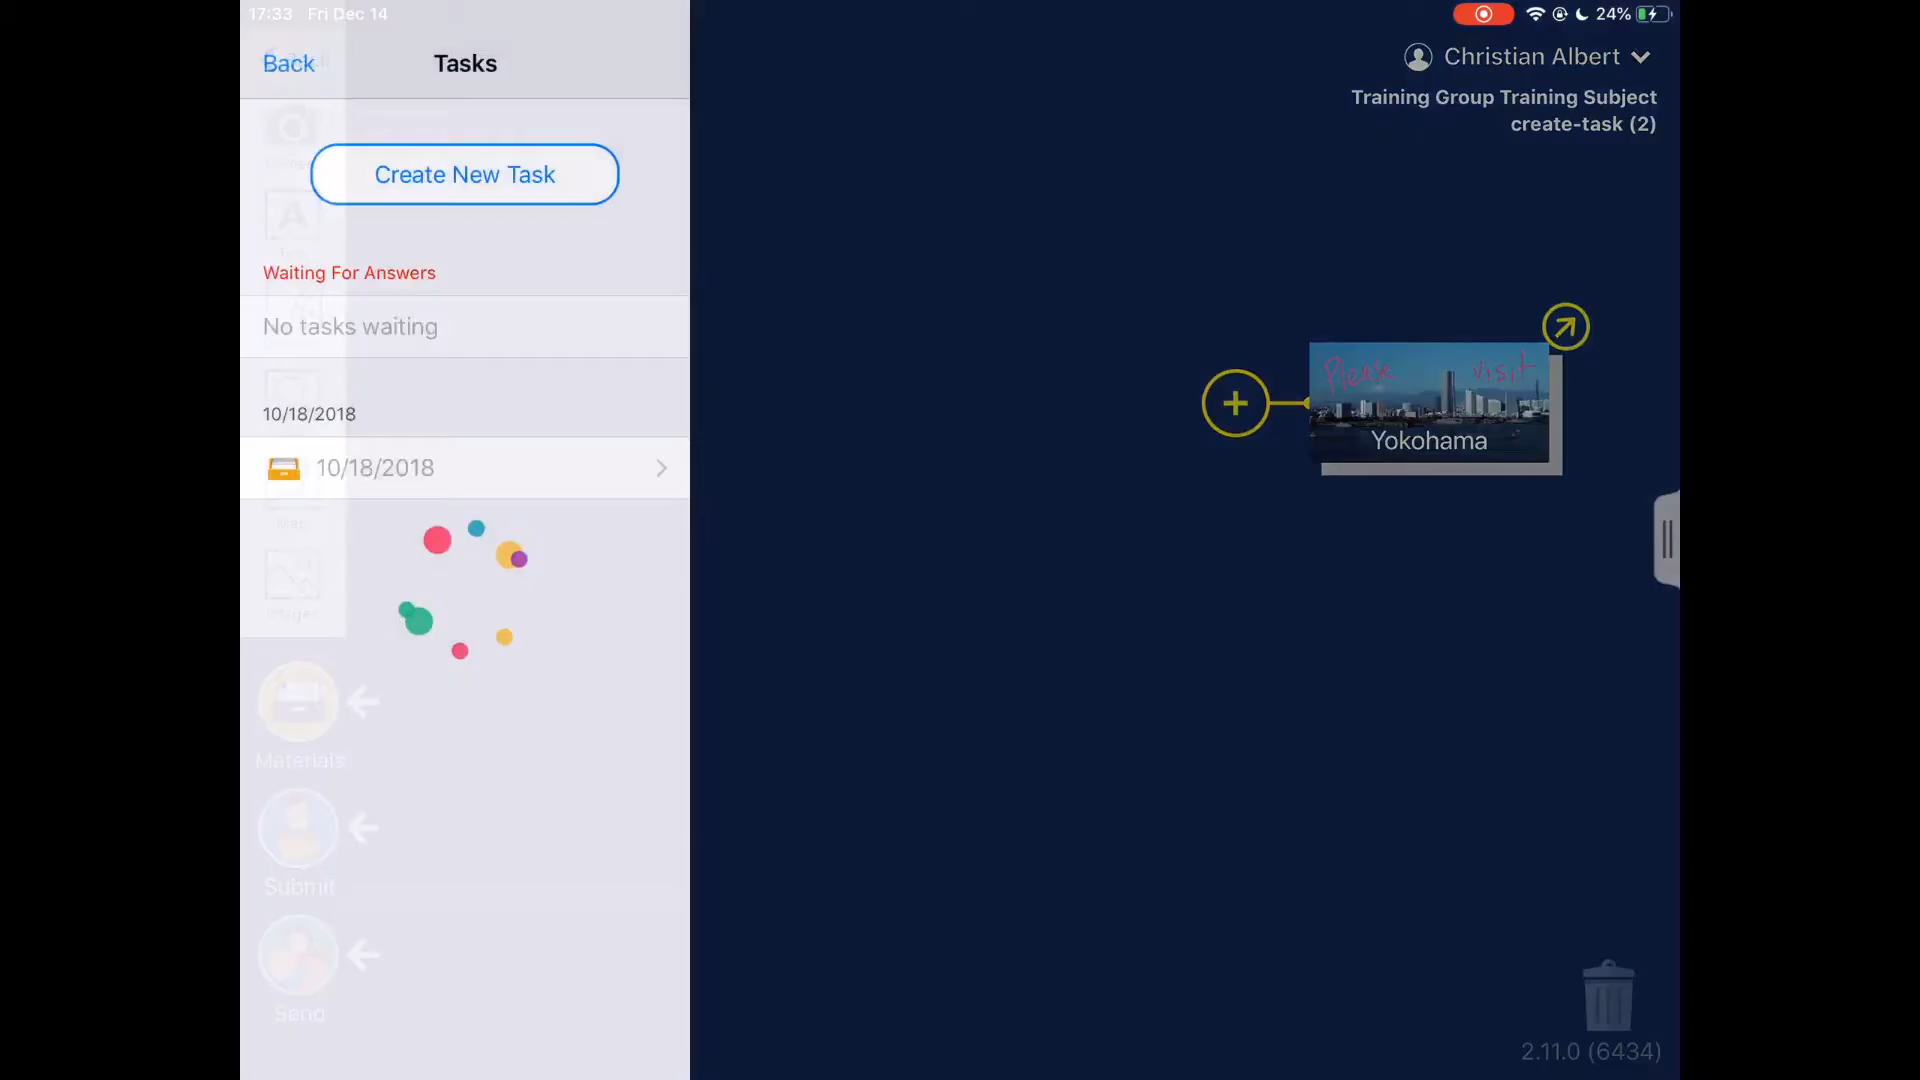 17:33 Fri Dec 14
24%
Back
Tasks
Christian Albert
Training Group Training Subject
create-task (2)
Create New Task
Waiting For Answers
No tasks waiting
10/18/2018
10/18/2018
Please visit
Yokohama
Map
Images
Materials
Submit
Send
2.11.0 (6434)